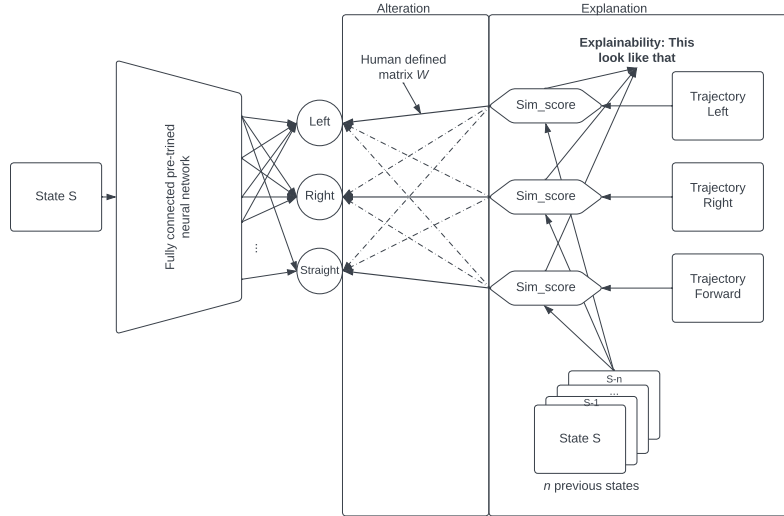 Alteration
Explanation
Explainability: This
look like that
Human defined
matrix W
Sim_score
Trajectory
Left
Left
Fully connected pre-trined
neural network
State S
Right
Sim_score
Trajectory
Right
...
Straight
Sim_score
Trajectory
Forward
S-n
...
S-1
State S
n previous states